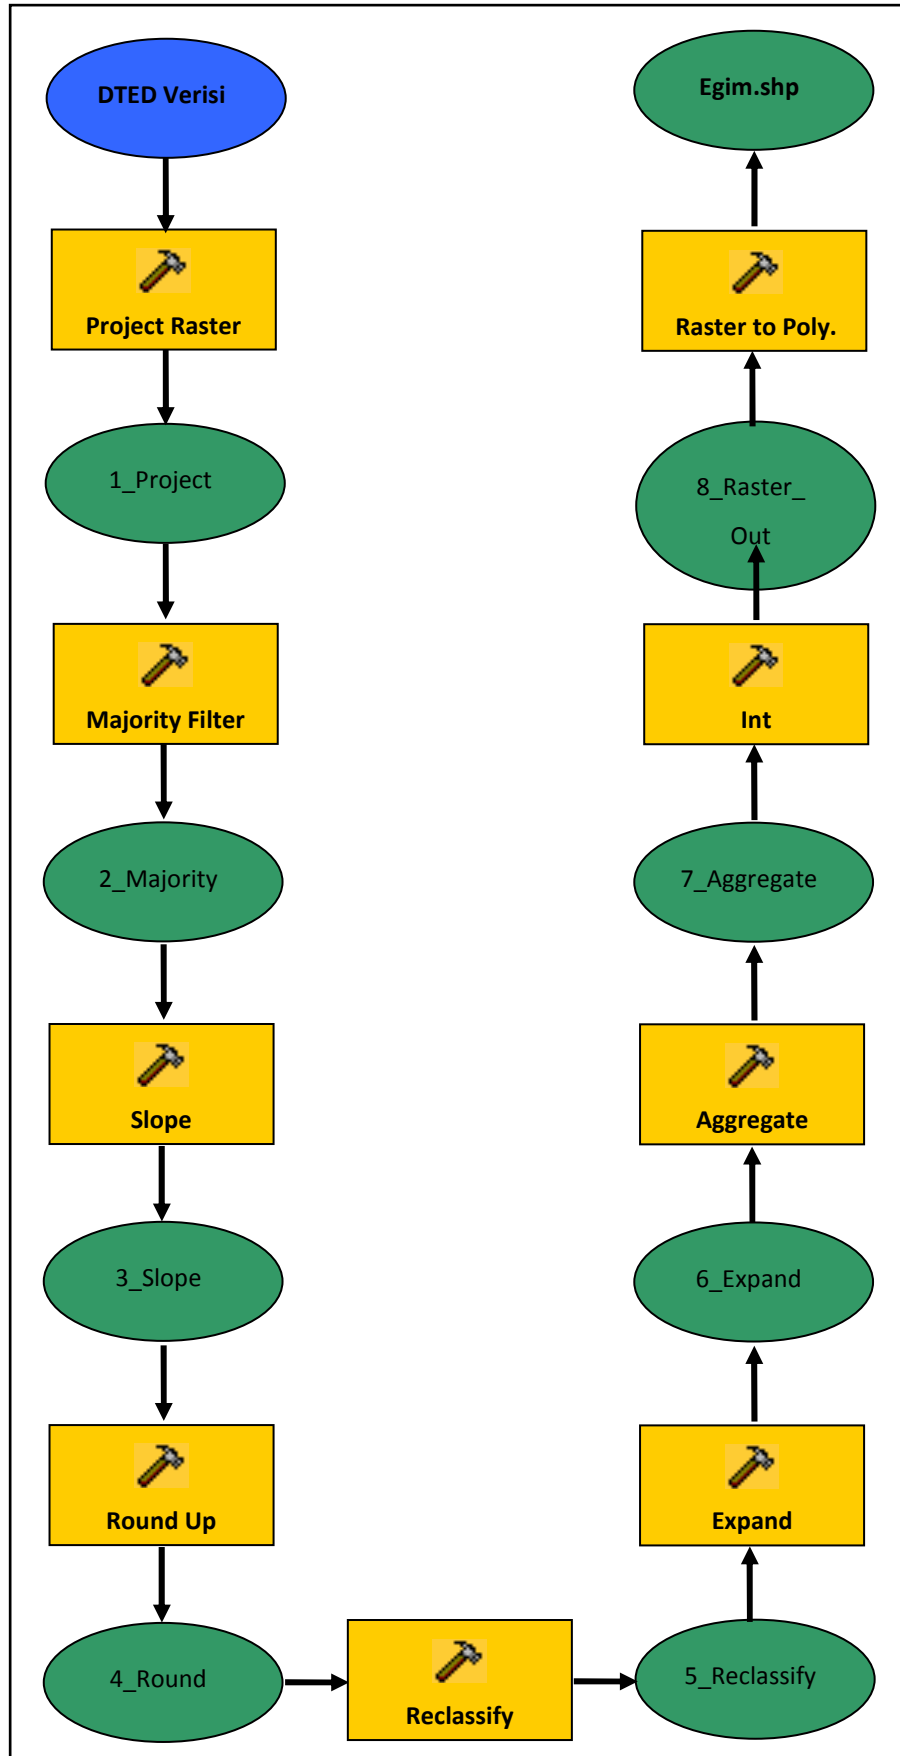 DTED Verisi
Project Raster
1_Project
Majority Filter
2_Majority
Slope
3_Slope
Round Up
4_Round
Reclassify
5_Reclassify
Expand
6_Expand
Aggregate
7_Aggregate
Int
8_Raster_
Out
Raster to Poly.
Egim.shp